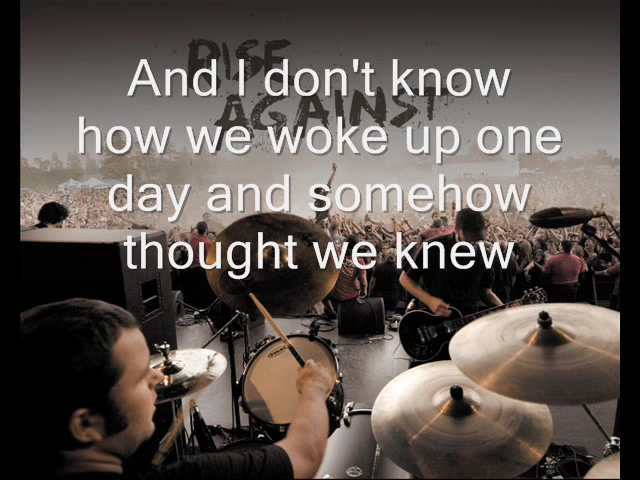 RISE
AGAINST
And I don't know
how we woke up one
day and somehow
thought we knew